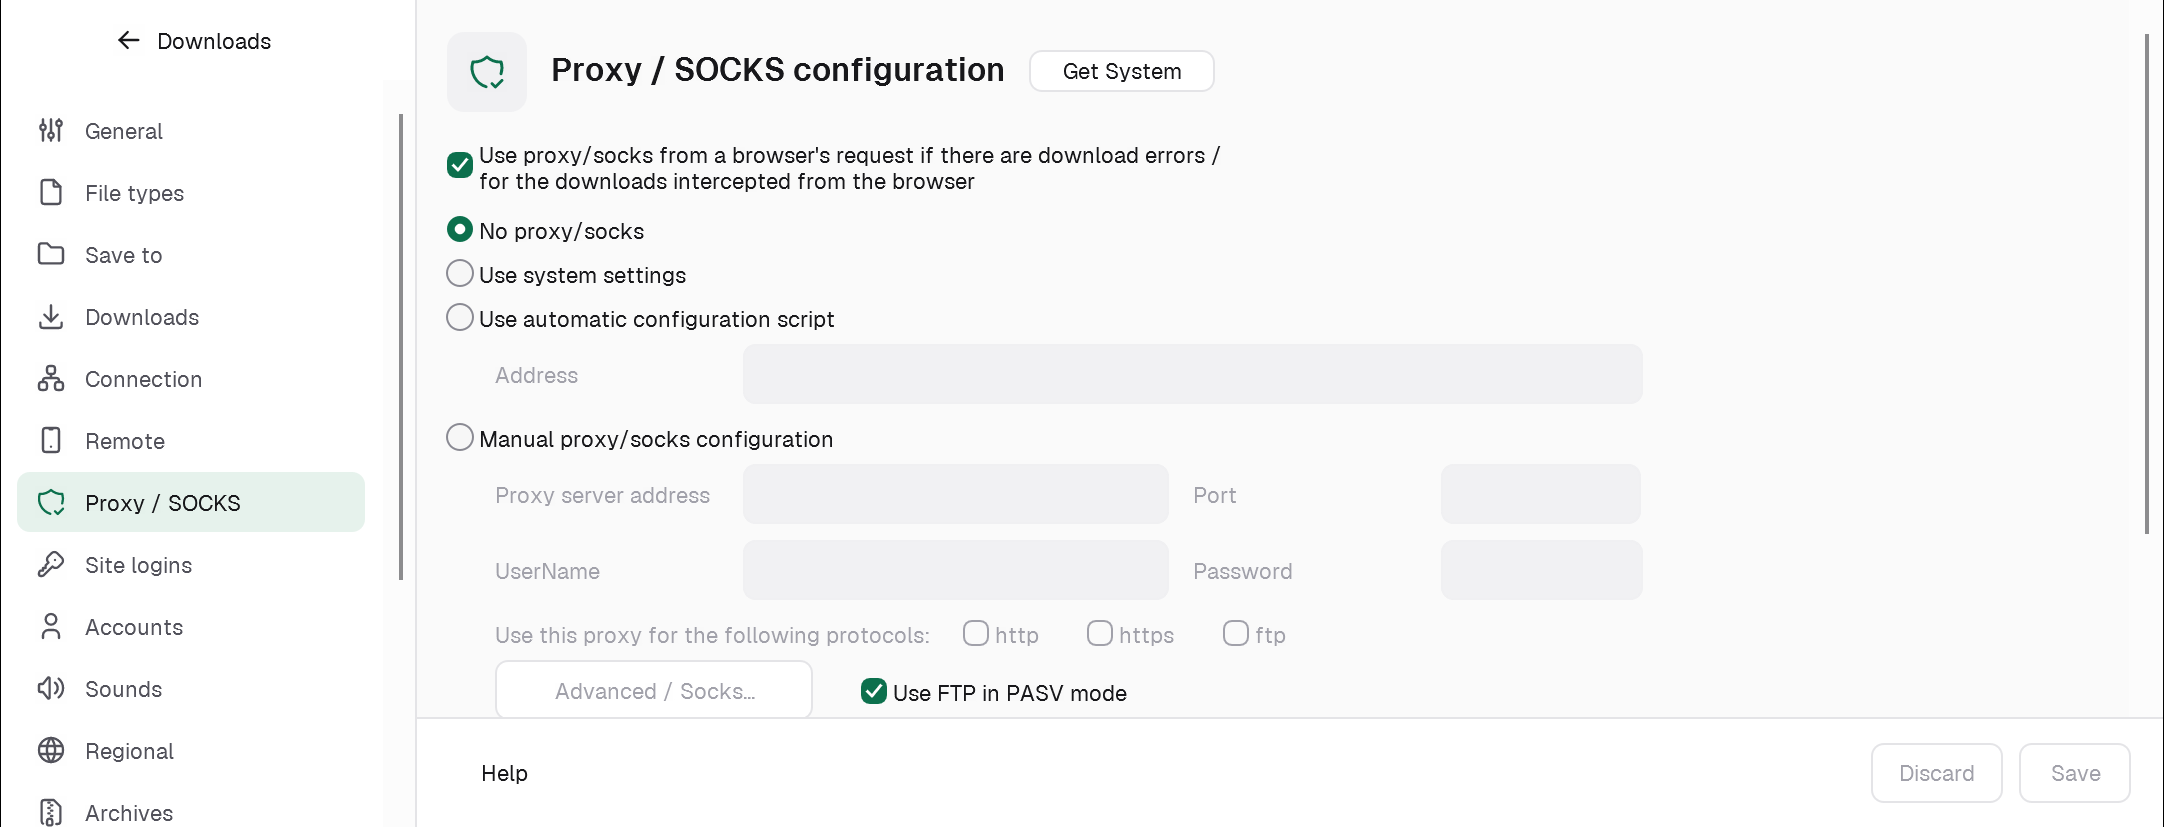 Downloads
General
File types
Save to
Downloads
Connection
Remote
Proxy / SOCKS
Site logins
Accounts
Sounds
Regional
Archives
Proxy / SOCKS configuration
Get System
Use proxy/socks from a browser's request if there are download errors /
for the downloads intercepted from the browser
No proxy/socks
Use system settings
Use automatic configuration script
Address
Manual proxy/socks configuration
Proxy server address
Port
UserName
Password
Use this proxy for the following protocols: http https ftp
Advanced / Socks...
Use FTP in PASV mode
Help
Discard
Save